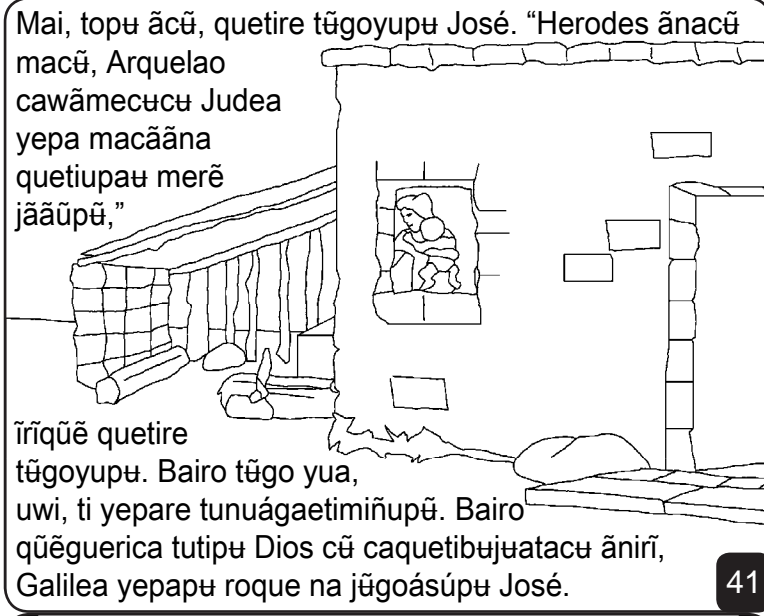 Mai, topʉ ãcʉ̃, quetire tʉ̃goyupʉ José. “Herodes ãnacʉ̃
macʉ̃, Arquelao
cawãmecʉcʉ Judea
yepa macããna
quetiupaʉ merẽ
jããũpʉ̃,”
ĩrĩqũẽ quetire
tʉ̃goyupʉ. Bairo tʉ̃go yua,
uwi, ti yepare tunuágaetimiñupʉ̃. Bairo
qũẽguerica tutipʉ Dios cʉ̃ caquetibʉjʉatacʉ ãnirĩ,
Galilea yepapʉ roque na jʉ̃goásúpʉ José.
41